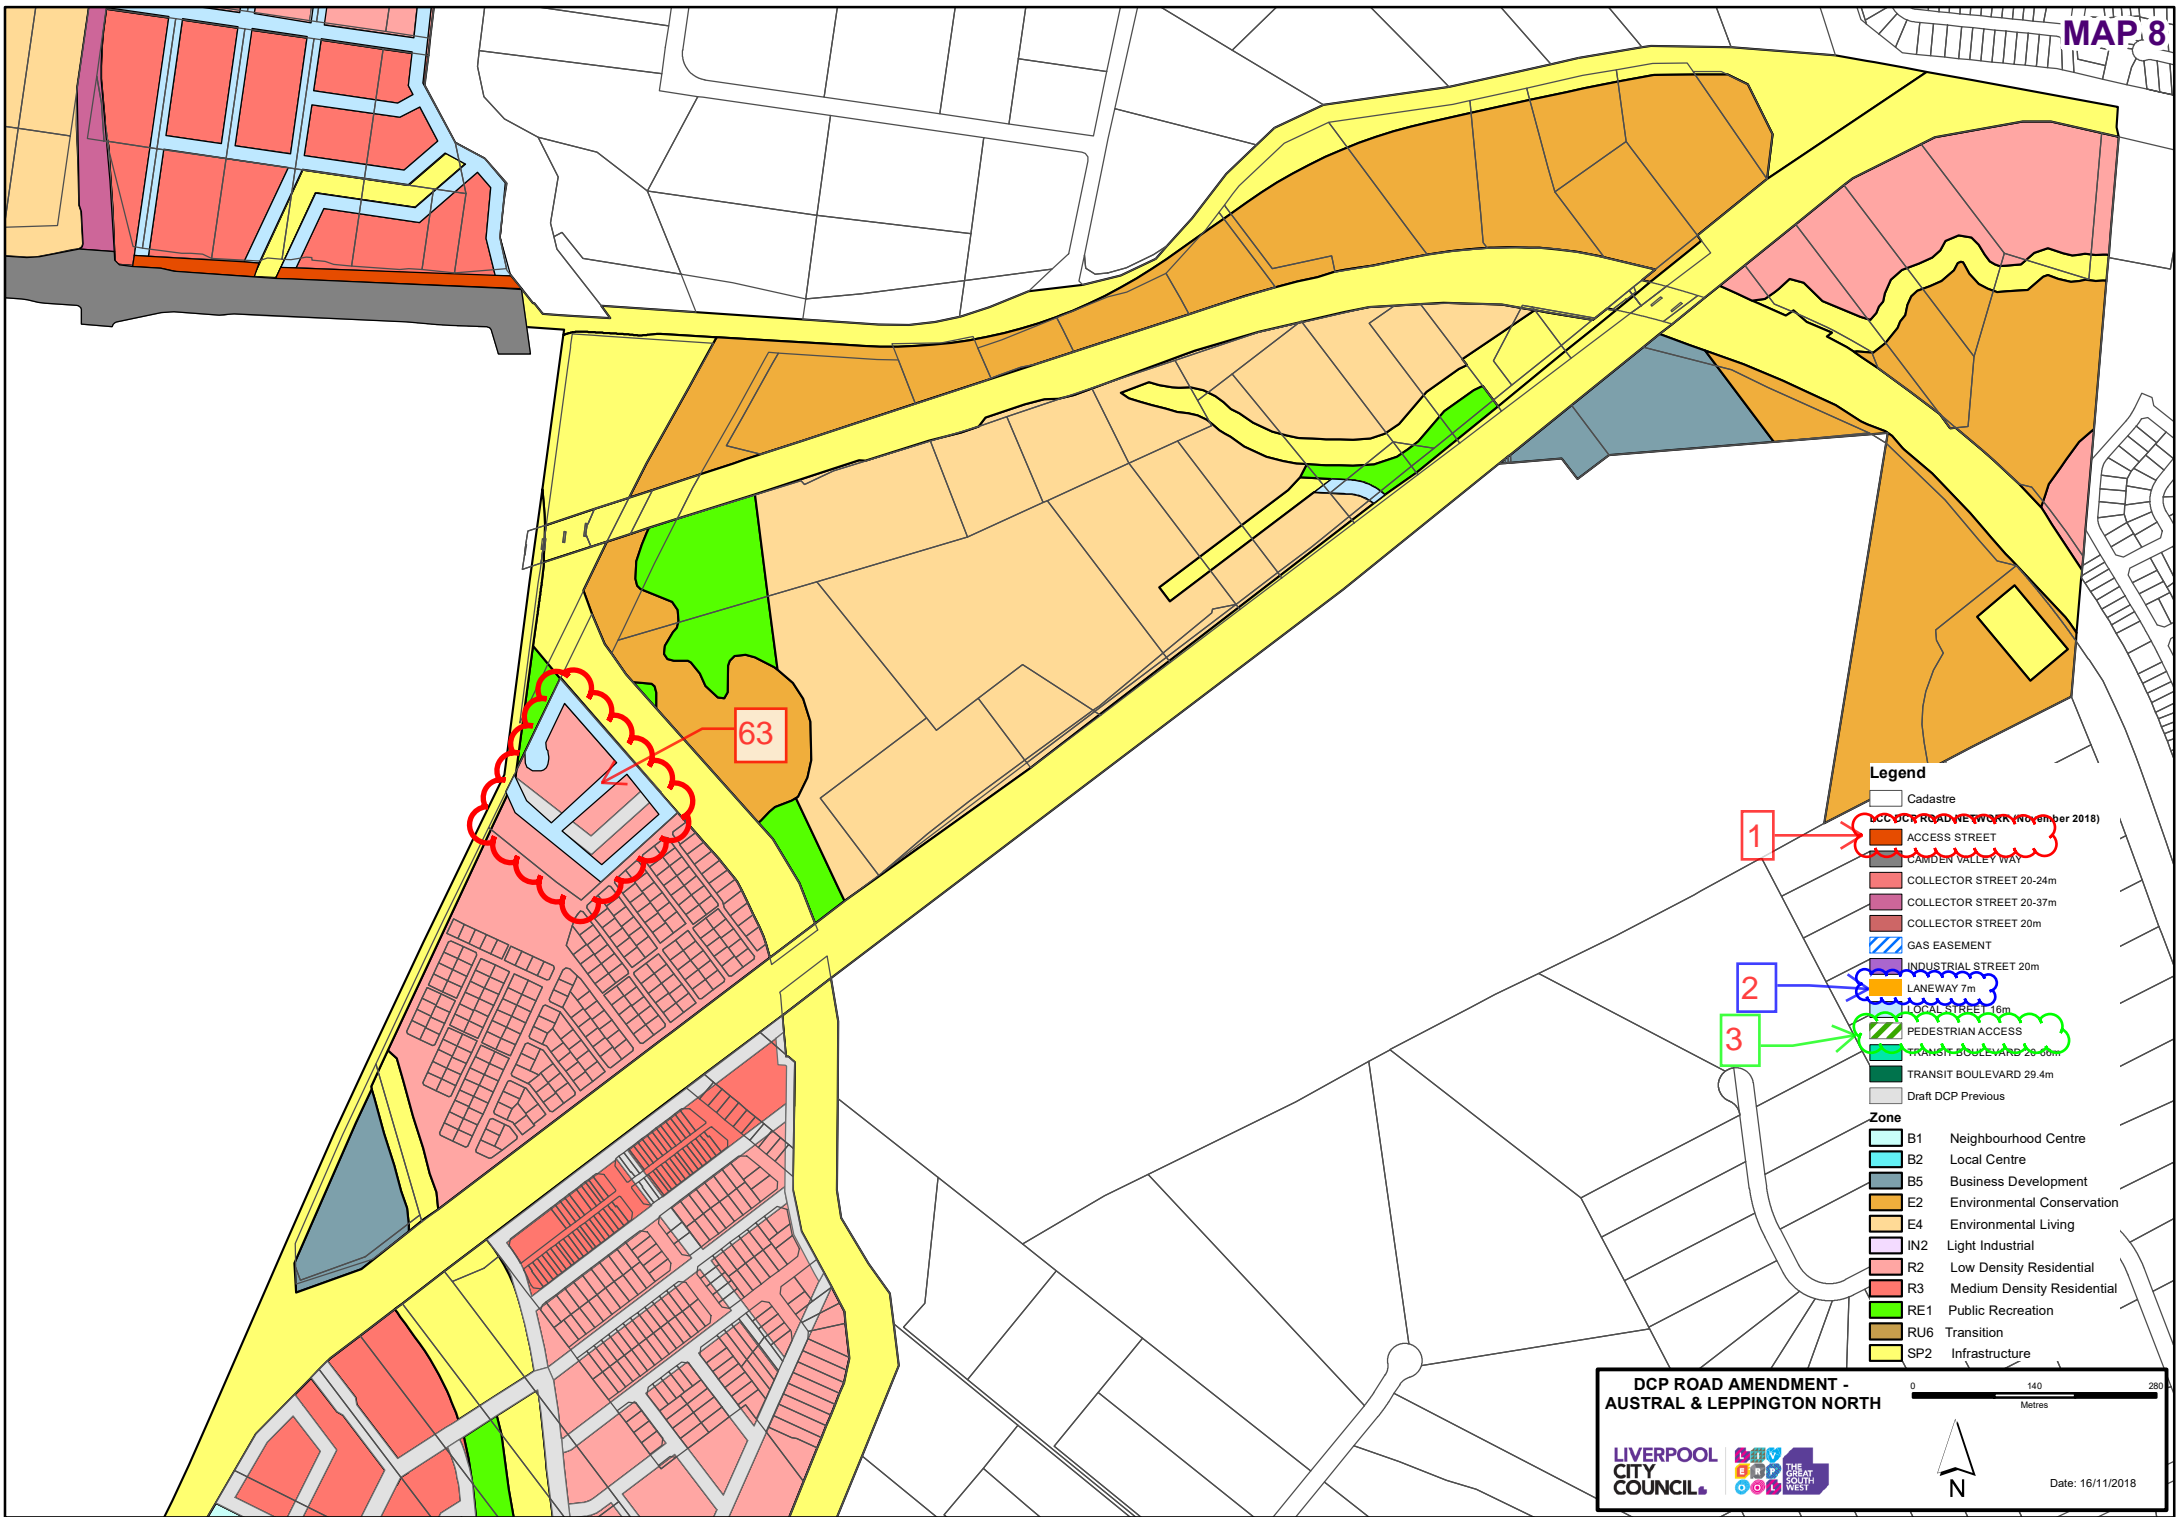 MAP 8
63
Legend
Cadastre
LCC DCP ROAD NETWORK (November 2018)
1
ACCESS STREET
CAMDEN VALLEY WAY
COLLECTOR STREET 20-24m
COLLECTOR STREET 20-37m
COLLECTOR STREET 20m
GAS EASEMENT
INDUSTRIAL STREET 20m
2
LANEWAY 7m
LOCAL STREET 16m
3
PEDESTRIAN ACCESS
TRANSIT BOULEVARD
TRANSIT BOULEVARD 29.4m
Draft DCP Previous
Zone
B1 Neighbourhood Centre
B2 Local Centre
B5 Business Development
E2 Environmental Conservation
E4 Environmental Living
IN2 Light Industrial
R2 Low Density Residential
R3 Medium Density Residential
RE1 Public Recreation
RU6 Transition
SP2 Infrastructure
DCP ROAD AMENDMENT -
AUSTRAL & LEPPINGTON NORTH
0 140 280
Metres
LIVERPOOL
CITY
COUNCIL
LIV
ERP
OOL
THE
GREAT
SOUTH
WEST
N
Date: 16/11/2018